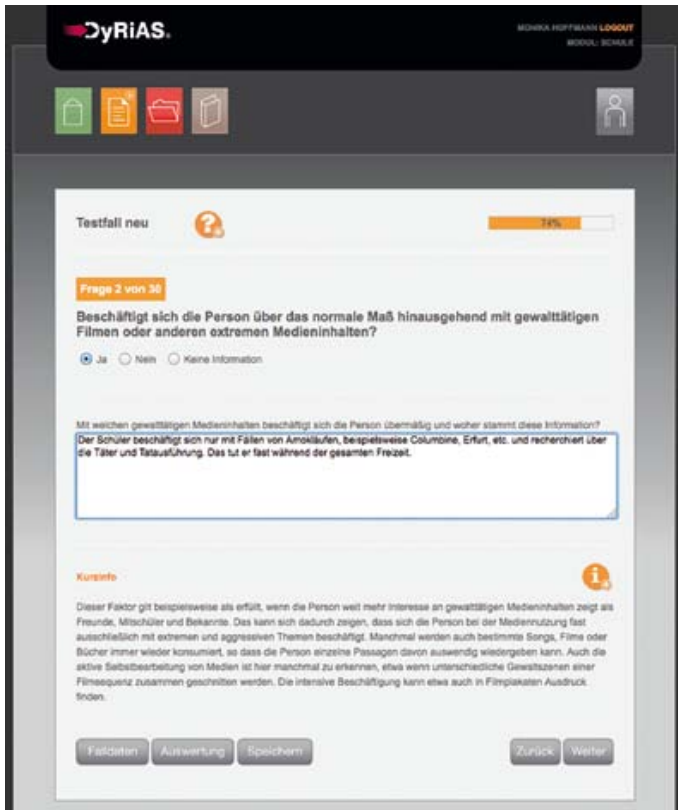 DyRiAS.
MONIKA HOFFMANN LOGOUT
MODUL: SCHULE
Testfall neu
74%
Frage 2 von 30
Beschäftigt sich die Person über das normale Maß hinausgehend mit gewalttätigen
Filmen oder anderen extremen Medieninhalten?
Ja Nein Keine Information
Mit welchen gewalttätigen Medieninhalten beschäftigt sich die Person übermäßig und woher stammt diese Information?
Der Schüler beschäftigt sich nur mit Fällen von Amokläufen, beispielsweise Columbine, Erfurt, etc. und recherchiert über
die Täter und Tatausführung. Das tut er fast während der gesamten Freizeit.
Kurzinfo
Dieser Faktor gilt beispielsweise als erfüllt, wenn die Person weit mehr Interesse an gewalttätigen Medieninhalten zeigt als
Freunde, Mitschüler und Bekannte. Das kann sich dadurch zeigen, dass sich die Person bei der Mediennutzung fast
ausschließlich mit extremen und aggressiven Themen beschäftigt. Manchmal werden auch bestimmte Songs, Filme oder
Bücher immer wieder konsumiert, so dass die Person einzelne Passagen davon auswendig wiedergeben kann. Auch die
aktive Selbstbearbeitung von Medien ist hier manchmal zu erkennen, etwa wenn unterschiedliche Gewaltszenen einer
Filmsequenz zusammen geschnitten werden. Die intensive Beschäftigung kann etwa auch in Filmplakaten Ausdruck
finden.
Falldaten Auswertung Speichern Zurück Weiter